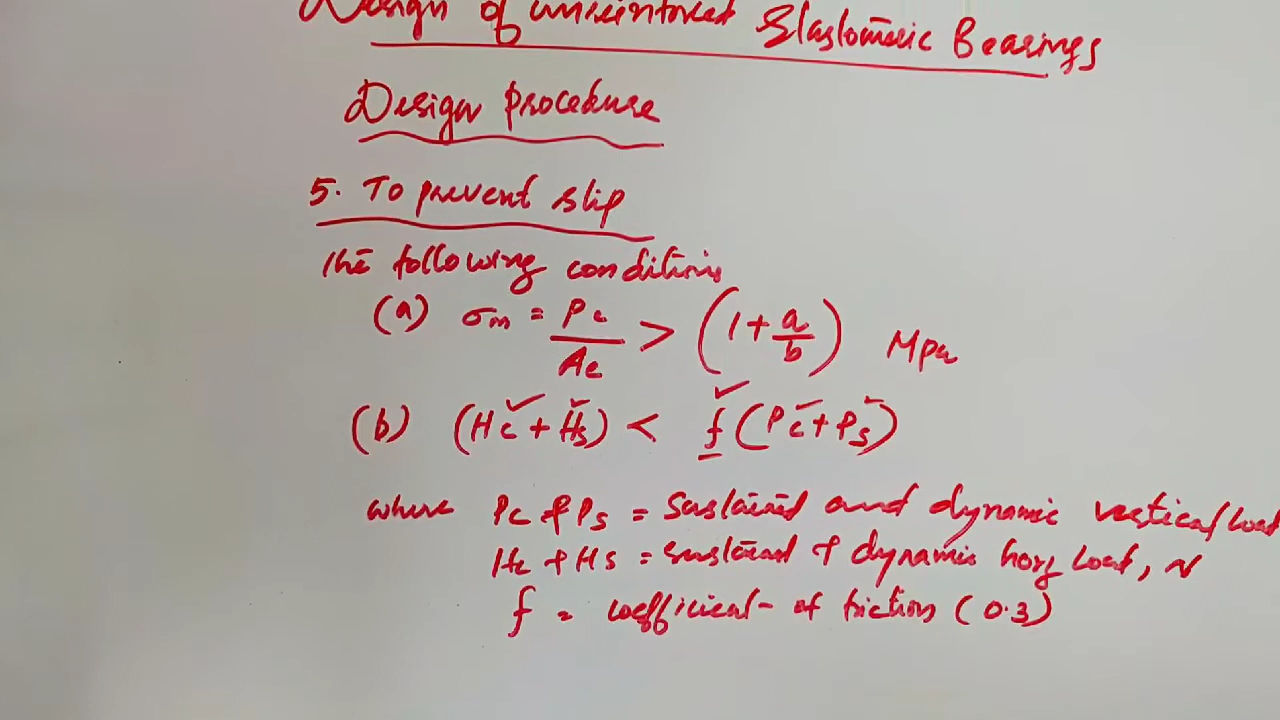 Design of unreinforced Elastomeric Bearings
Design procedure
5. To prevent slip
The following conditions
(a) σm = Pc/Ac > (1 + a/b) Mpa
(b) (Hc + Hs) < f (Pc + Ps)
where Pc & Ps = Sustained and dynamic vertical load
Hc & Hs = sustained & dynamic horz load, N
f = coefficient of friction (0.3)